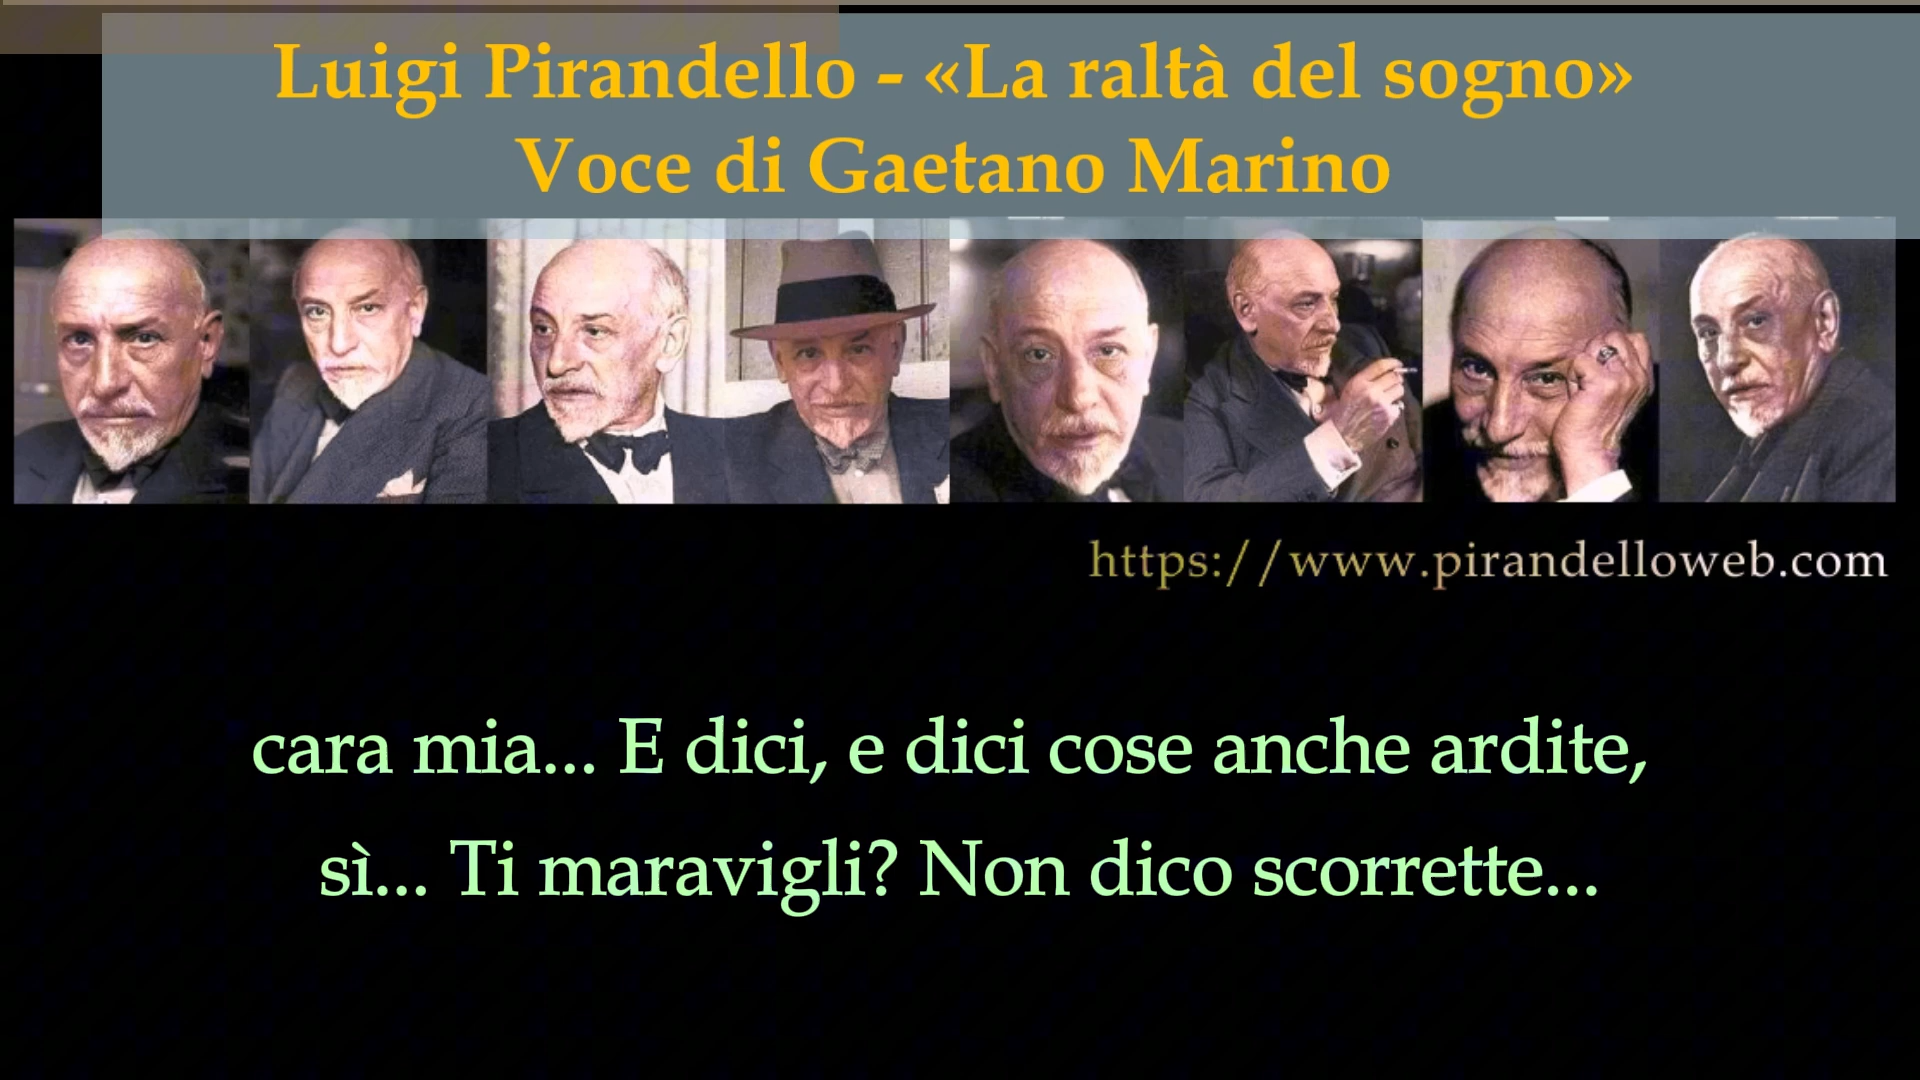 Luigi Pirandello - «La raltà del sogno»
Voce di Gaetano Marino
https://www.pirandelloweb.com
cara mia... E dici, e dici cose anche ardite,
sì... Ti maravigli? Non dico scorrette...